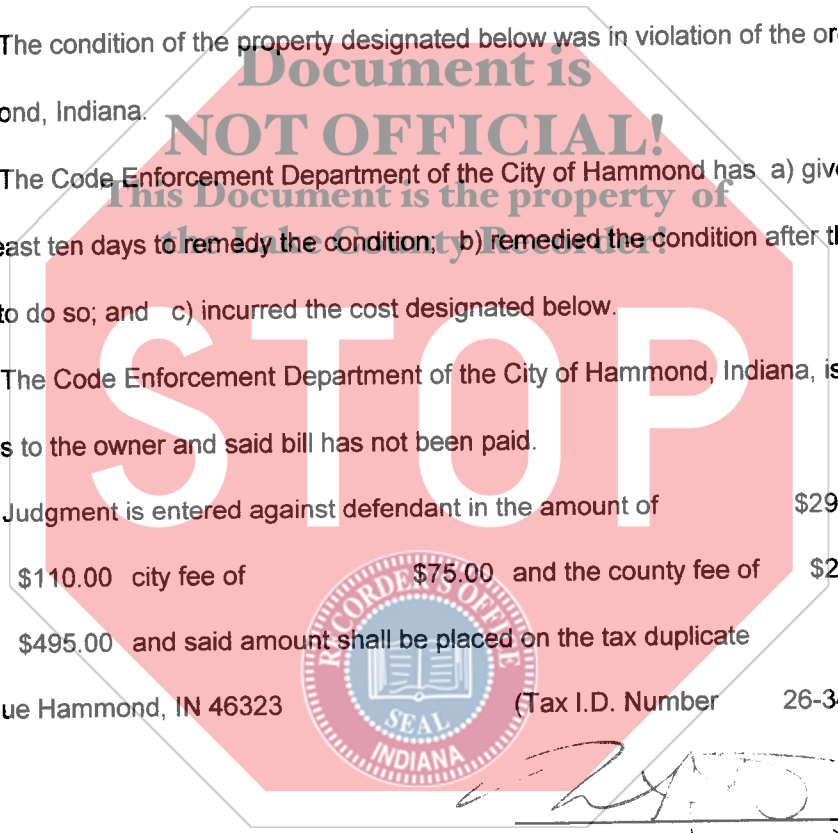 The condition of the property designated below was in violation of the or
Document is
ond, Indiana.
NOT OFFICIAL!
The Code Enforcement Department of the City of Hammond has a) giv
This Document is the property of
east ten days to remedy the condition; b) remedied the condition after t
the Lake County Recorder!
to do so; and c) incurred the cost designated below.
STOP
The Code Enforcement Department of the City of Hammond, Indiana, is
s to the owner and said bill has not been paid.
Judgment is entered against defendant in the amount of $29
$110.00 city fee of $75.00 and the county fee of $2
RECORDER'S OFFICE
$495.00 and said amount shall be placed on the tax duplicate
ue Hammond, IN 46323 (Tax I.D. Number 26-3
SEAL
INDIANA